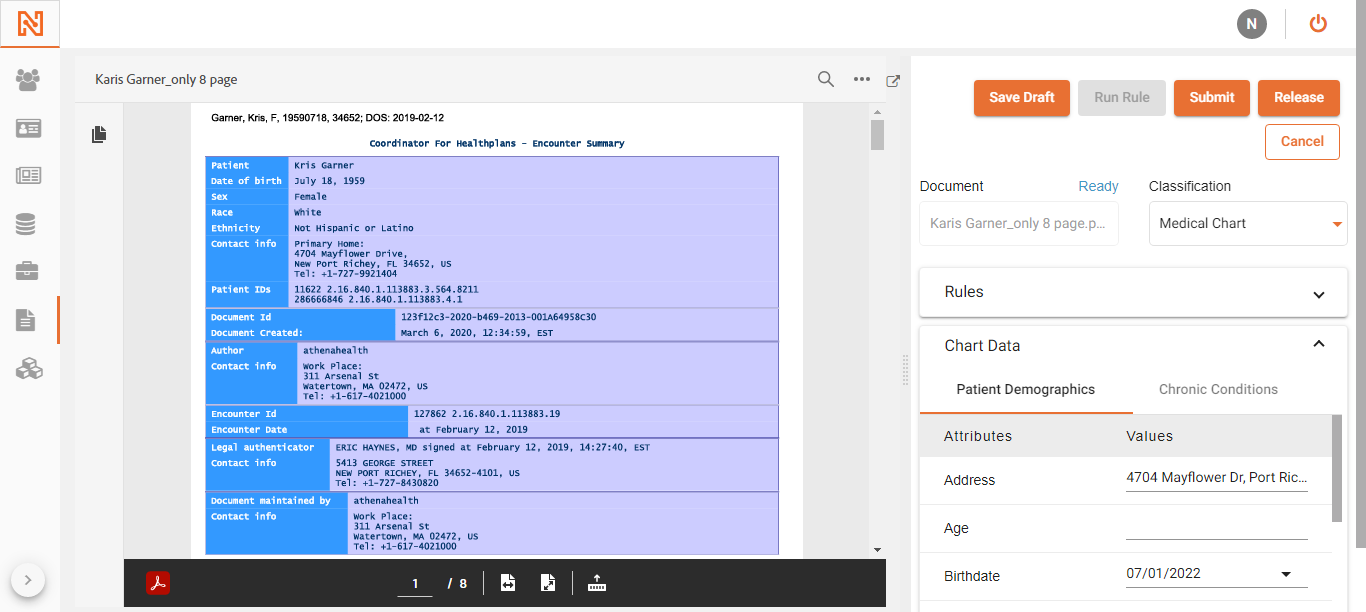 N
Karis Garner_only 8 page
Garner, Kris, F, 19590718, 34652; DOS: 2019-02-12
Coordinator For Healthplans - Encounter Summary
Patient Kris Garner
Date of birth July 18, 1959
Sex Female
Race White
Ethnicity Not Hispanic or Latino
Contact info Primary Home:
4704 Mayflower Drive,
New Port Richey, FL 34652, US
Tel: +1-727-9921404
Patient IDs 11622 2.16.840.1.113883.3.564.8211
286666846 2.16.840.1.113883.4.1
Document Id 123f12c3-2020-b469-2013-001A64958C30
Document Created: March 6, 2020, 12:34:59, EST
Author athenahealth
Contact info Work Place:
311 Arsenal St
Watertown, MA 02472, US
Tel: +1-617-4021000
Encounter Id 127862 2.16.840.1.113883.19
Encounter Date at February 12, 2019
Legal authenticator ERIC HAYNES, MD signed at February 12, 2019, 14:27:40, EST
Contact info 5413 GEORGE STREET
NEW PORT RICHEY, FL 34652-4101, US
Tel: +1-727-8430820
Document maintained by athenahealth
Contact info Work Place:
311 Arsenal St
Watertown, MA 02472, US
Tel: +1-617-4021000
1 / 8
Save Draft Run Rule Submit Release
Cancel
Document Ready Classification
Karis Garner_only 8 page.p... Medical Chart
Rules
Chart Data
Patient Demographics Chronic Conditions
Attributes Values
Address 4704 Mayflower Dr, Port Ric...
Age
Birthdate 07/01/2022